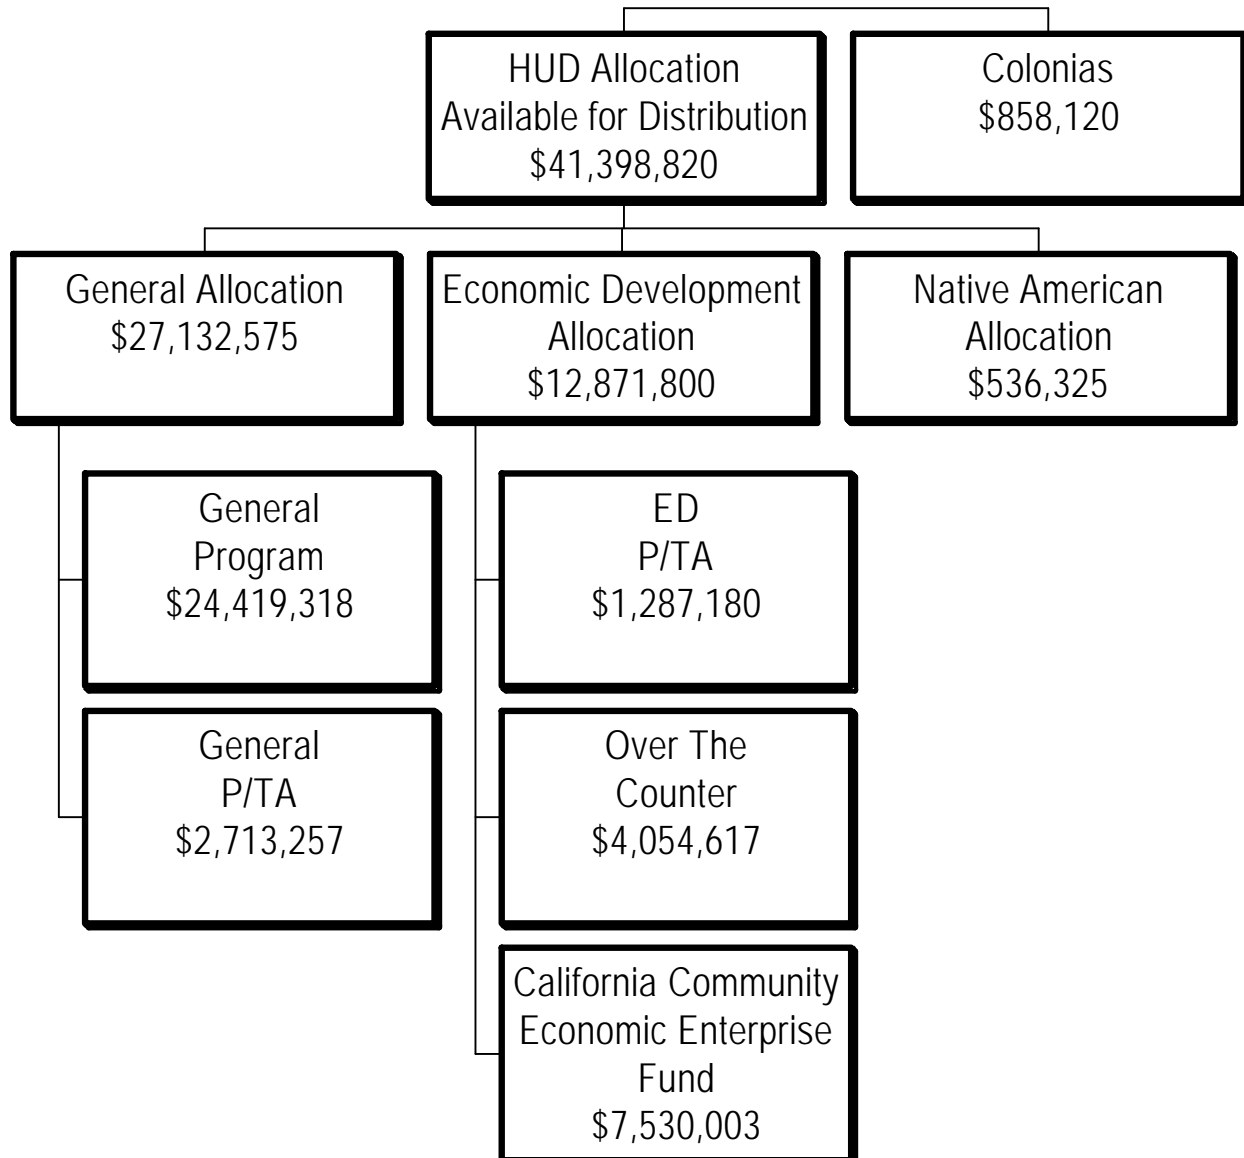 HUD Allocation
Available for Distribution
$41,398,820
Colonias
$858,120
General Allocation
$27,132,575
Economic Development
Allocation
$12,871,800
Native American
Allocation
$536,325
General
Program
$24,419,318
General
P/TA
$2,713,257
ED
P/TA
$1,287,180
Over The
Counter
$4,054,617
California Community
Economic Enterprise
Fund
$7,530,003